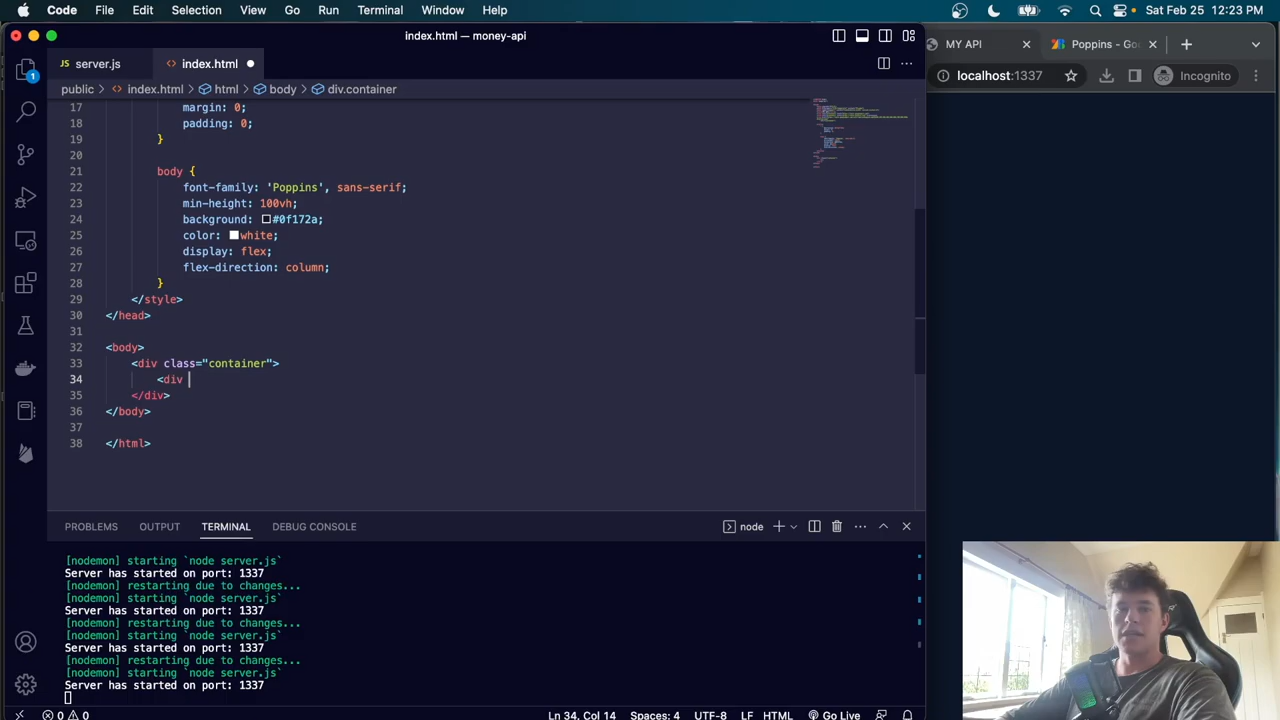 Code File Edit Selection View Go Run Terminal Window Help Sat Feb 25 12:23 PM
index.html — money-api
JS server.js <> index.html
MY API Poppins - Goo
localhost:1337 Incognito
public > <> index.html > html > body > div.container
17 margin: 0;
18 padding: 0;
19 }
20
21 body {
22 font-family: 'Poppins', sans-serif;
23 min-height: 100vh;
24 background: #0f172a;
25 color: white;
26 display: flex;
27 flex-direction: column;
28 }
29 </style>
30 </head>
31
32 <body>
33 <div class="container">
34 <div
35 </div>
36 </body>
37
38 </html>
PROBLEMS OUTPUT TERMINAL DEBUG CONSOLE node
[nodemon] starting `node server.js`
Server has started on port: 1337
[nodemon] restarting due to changes...
[nodemon] starting `node server.js`
Server has started on port: 1337
[nodemon] restarting due to changes...
[nodemon] starting `node server.js`
Server has started on port: 1337
[nodemon] restarting due to changes...
[nodemon] starting `node server.js`
Server has started on port: 1337
0 0 Ln 34, Col 14 Spaces: 4 UTF-8 LF HTML Go Live